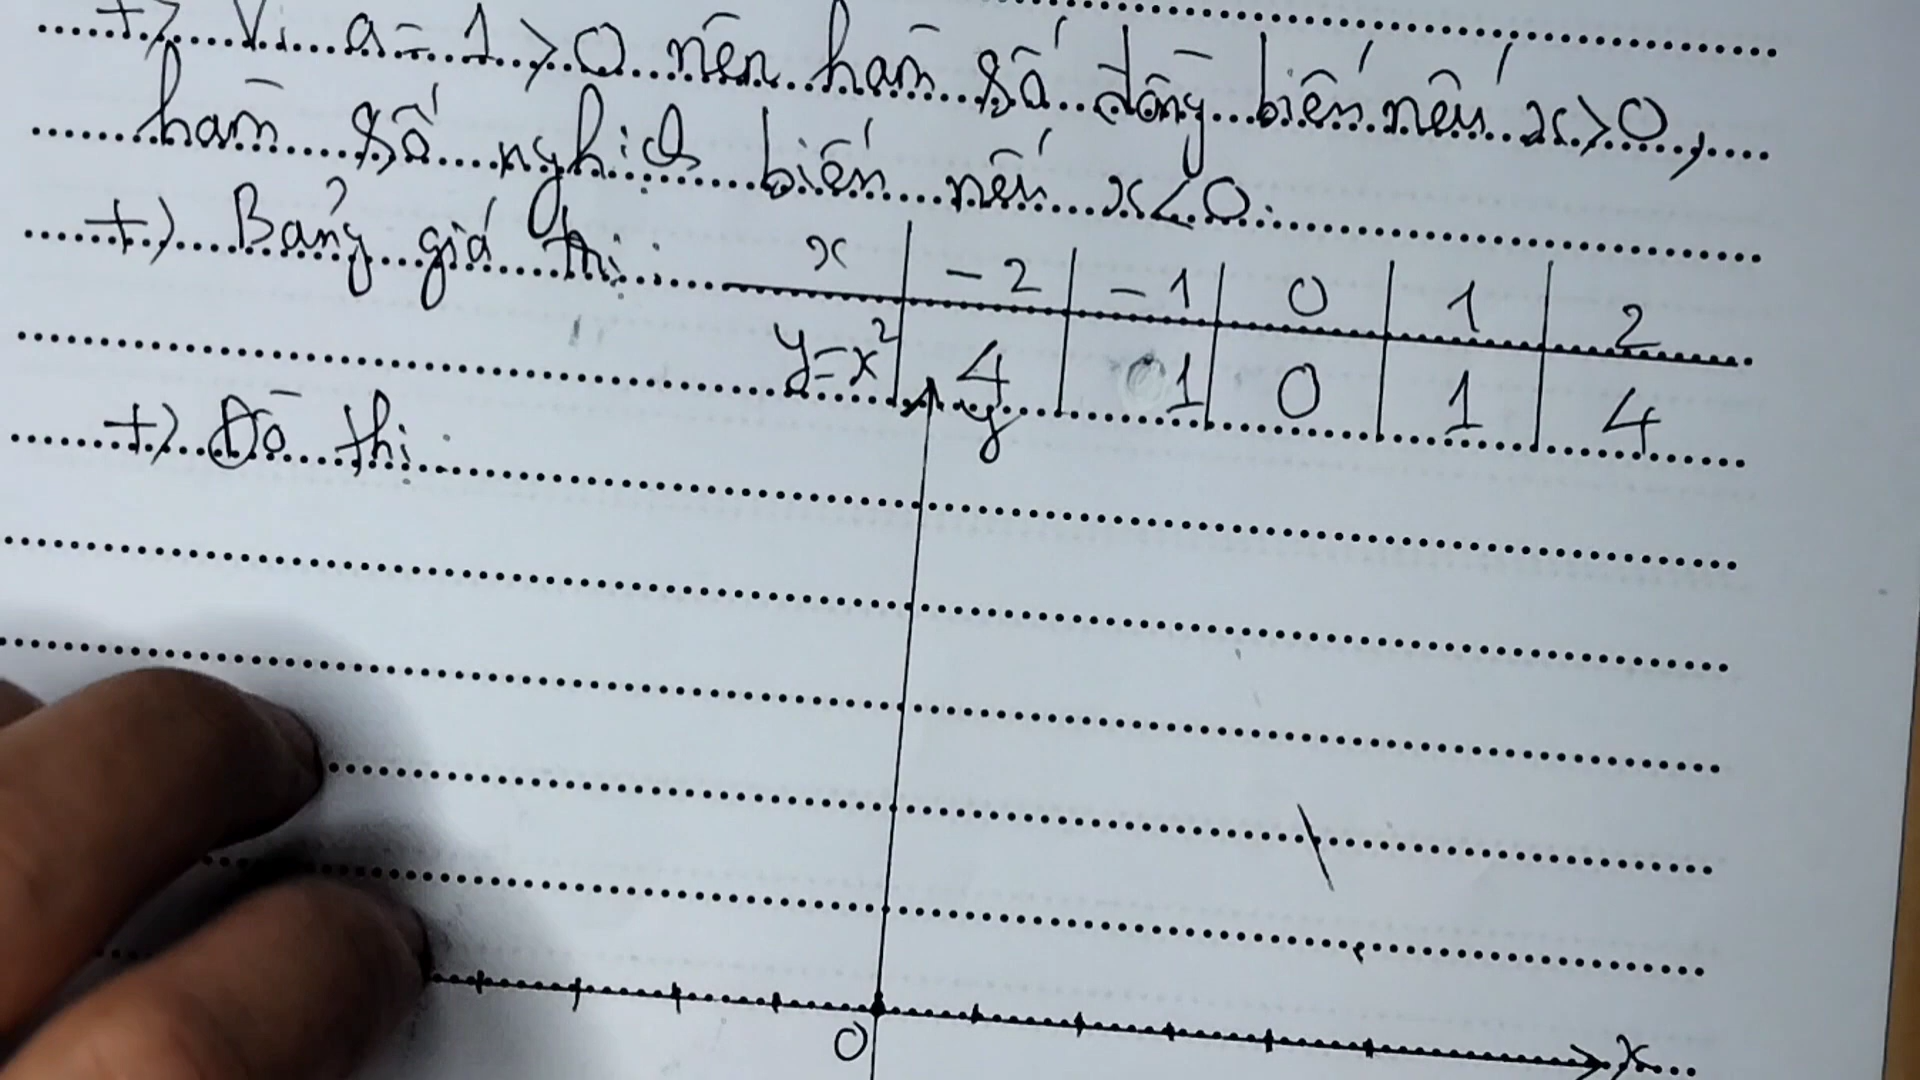 +) Vì a = 1 > 0 nên hàm số đồng biến nếu x > 0,
hàm số nghịch biến nếu x < 0.
+) Bảng giá trị:
x -2 -1 0 1 2
y = x² 4 1 0 1 4
+) Đồ thị
y
O x